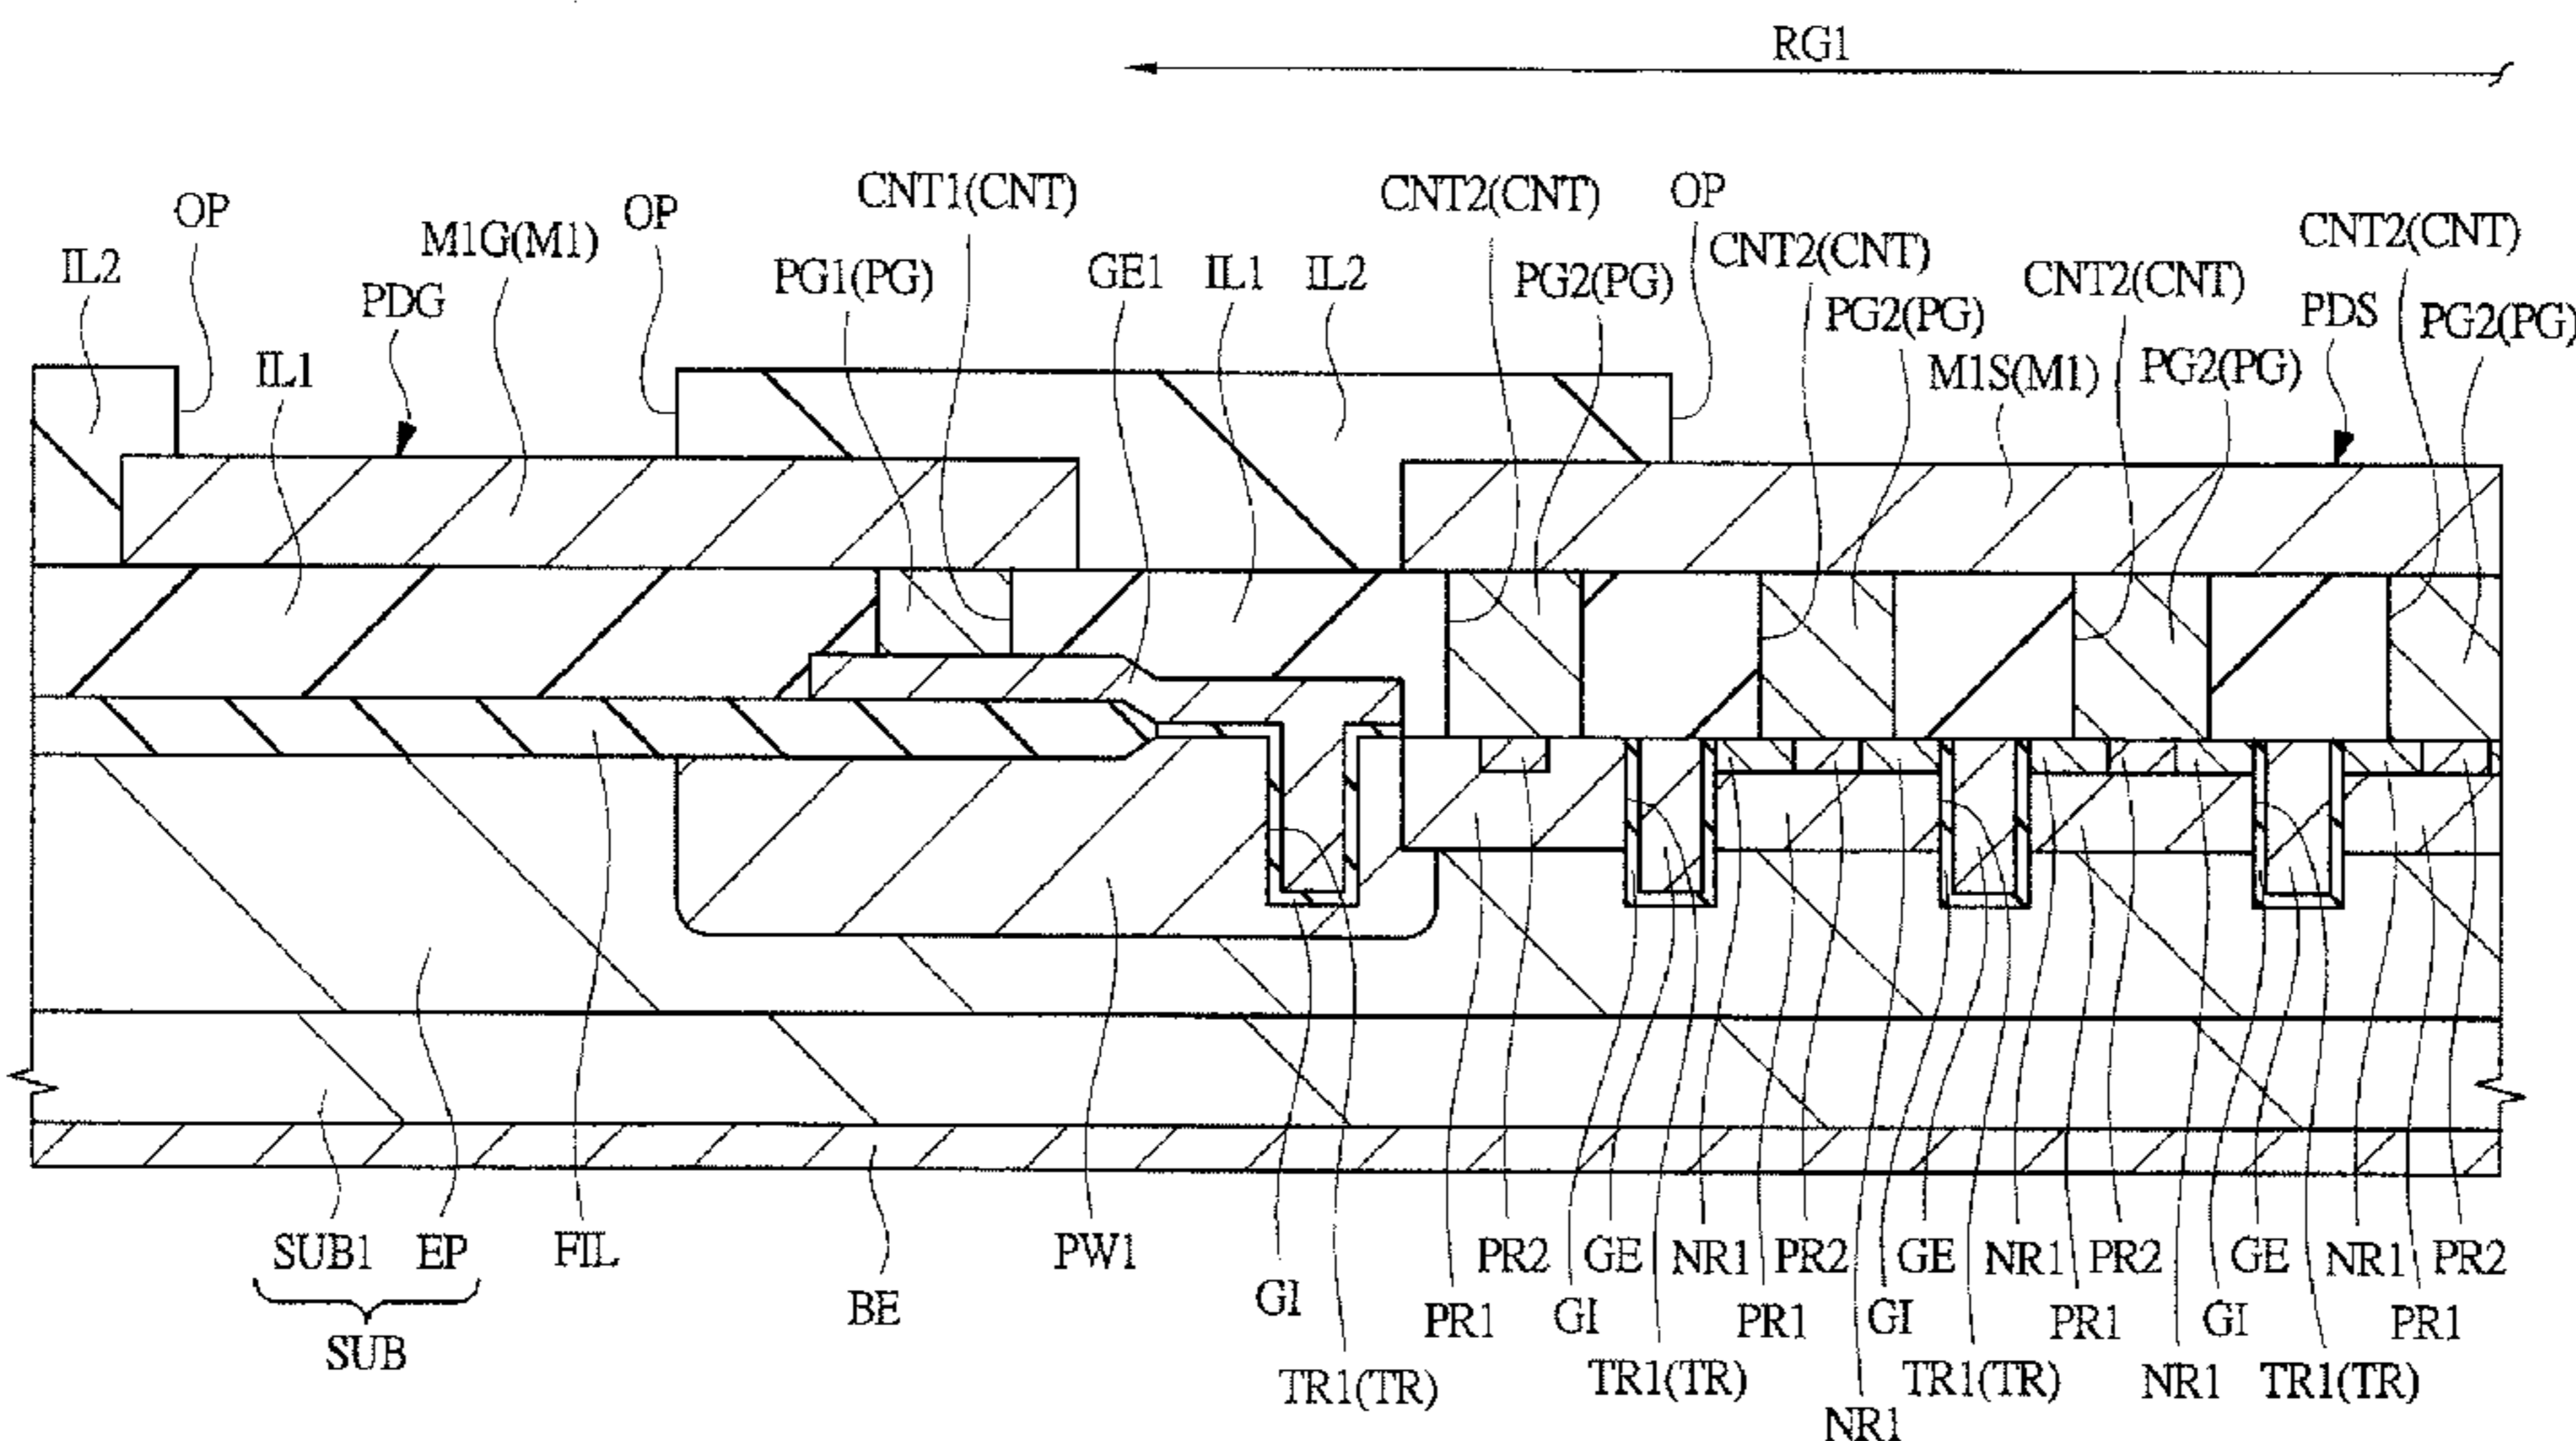 RG1
CNT1(CNT)
CNT2(CNT)
OP
OP
OP
M1G(M1)
CNT2(CNT)
CNT2(CNT)
IL2
PDG
PG1(PG)
GE1
IL1
IL2
PG2(PG)
CNT2(CNT)
PG2(PG)
PDS
PG2(PG)
IL1
M1S(M1)
PG2(PG)
SUB1
EP
FIL
PW1
PR2
GE
NR1
PR2
GE
NR1
PR2
GE
NR1
PR2
SUB
BE
GI
PR1
GI
PR1
GI
PR1
GI
PR1
TR1(TR)
TR1(TR)
TR1(TR)
NR1
TR1(TR)
NR1